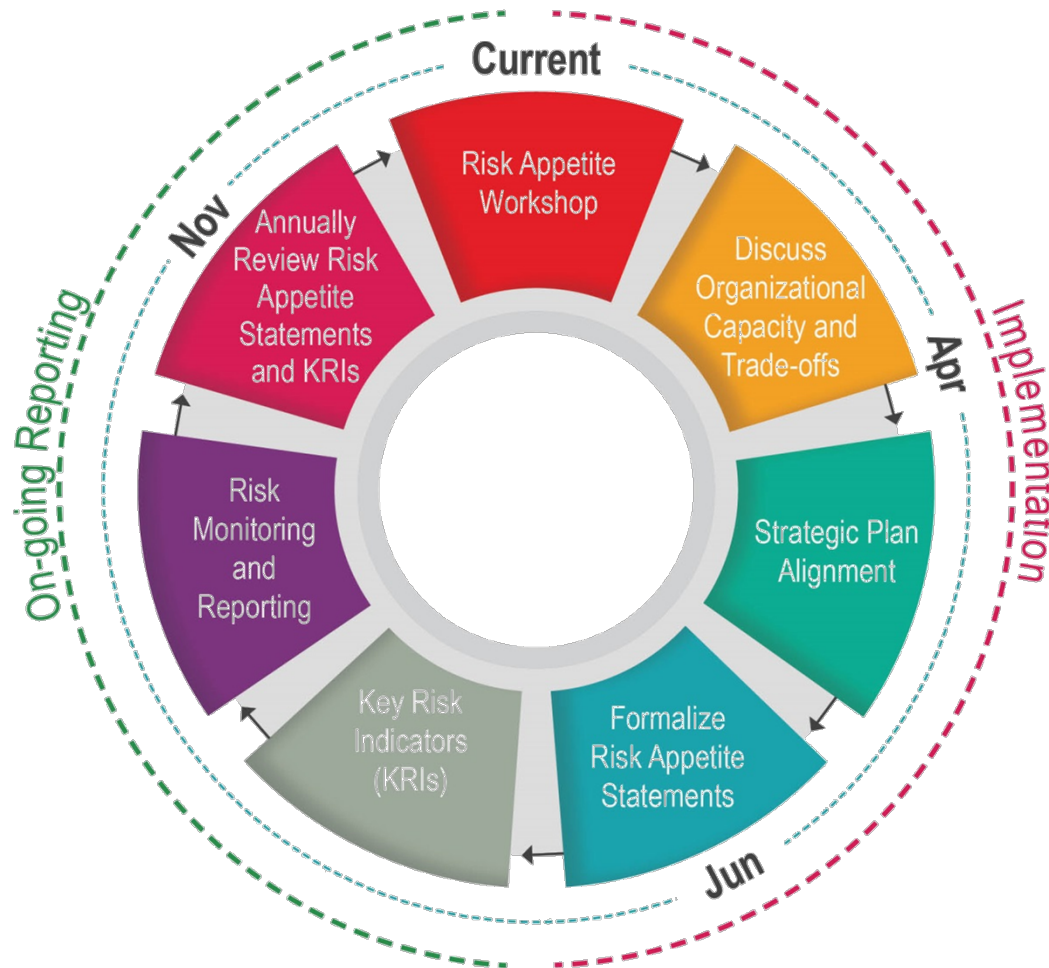 Current
Risk Appetite
Workshop
Discuss
Organizational
Capacity and
Trade-offs
Apr
Implementation
Strategic Plan
Alignment
Formalize
Risk Appetite
Statements
Jun
Key Risk
Indicators
(KRIs)
Risk
Monitoring
and
Reporting
On-going Reporting
Annually
Review Risk
Appetite
Statements
and KRIs
Nov